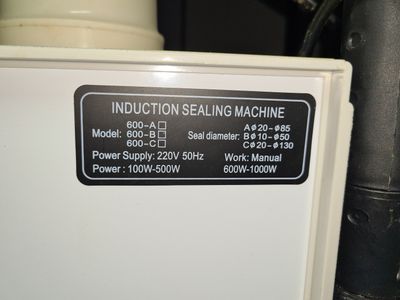 INDUCTION SEALING MACHINE
600-A□ AΦ20-Φ85
Model: 600-B□ Seal diameter: BΦ10-Φ50
600-C□ CΦ20-Φ130
Power Supply: 220V 50Hz Work: Manual
Power : 100W-500W 600W-1000W